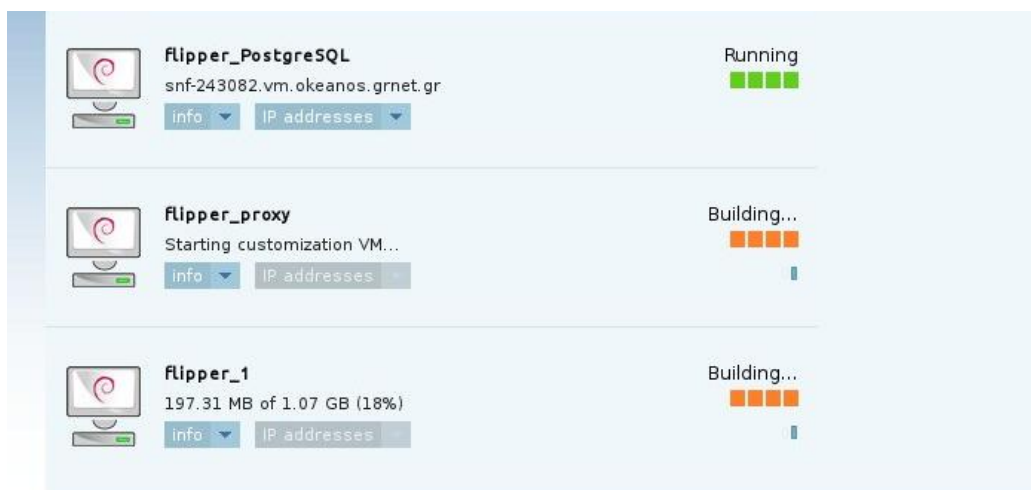 flipper_PostgreSQL
Running
snf-243082.vm.okeanos.grnet.gr
info
IP addresses
flipper_proxy
Building...
Starting customization VM...
info
IP addresses
flipper_1
Building...
197.31 MB of 1.07 GB (18%)
info
IP addresses